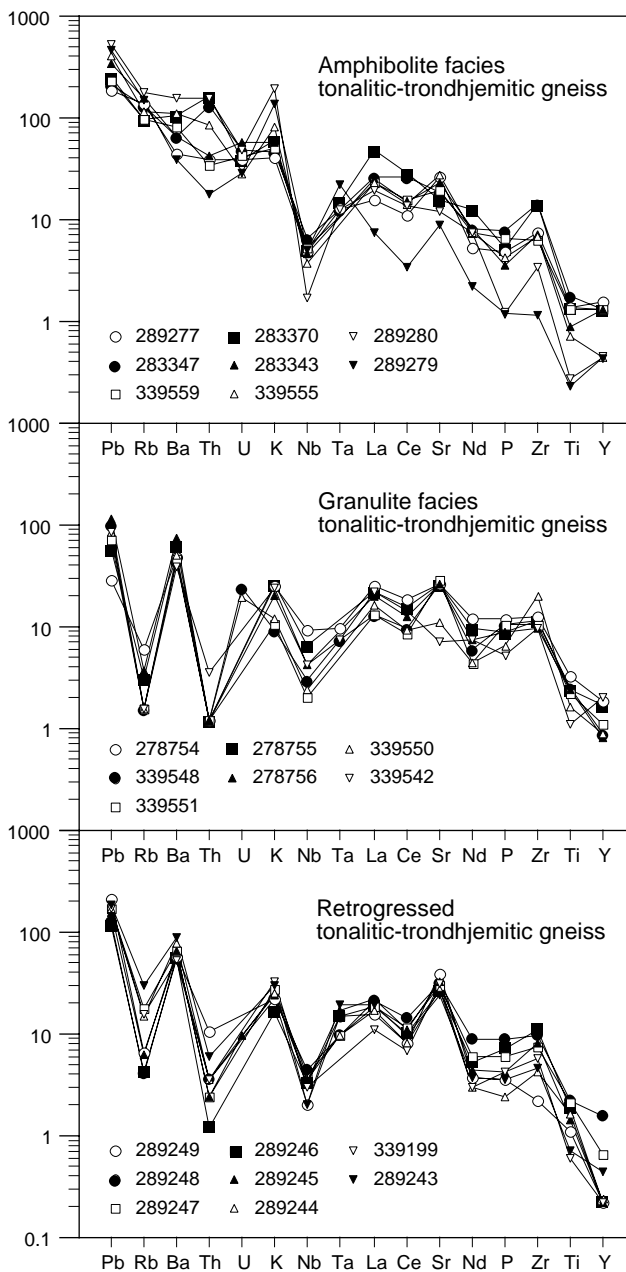 1000
Amphibolite facies
tonalitic-trondhjemitic gneiss
100
10
1
289277 283370 289280
283347 283343 289279
339559 339555
1000
Pb Rb Ba Th U K Nb Ta La Ce Sr Nd P Zr Ti Y
Granulite facies
tonalitic-trondhjemitic gneiss
100
10
1
278754 278755 339550
339548 278756 339542
339551
1000
Pb Rb Ba Th U K Nb Ta La Ce Sr Nd P Zr Ti Y
Retrogressed
tonalitic-trondhjemitic gneiss
100
10
1
289249 289246 339199
289248 289245 289243
289247 289244
0.1
Pb Rb Ba Th U K Nb Ta La Ce Sr Nd P Zr Ti Y